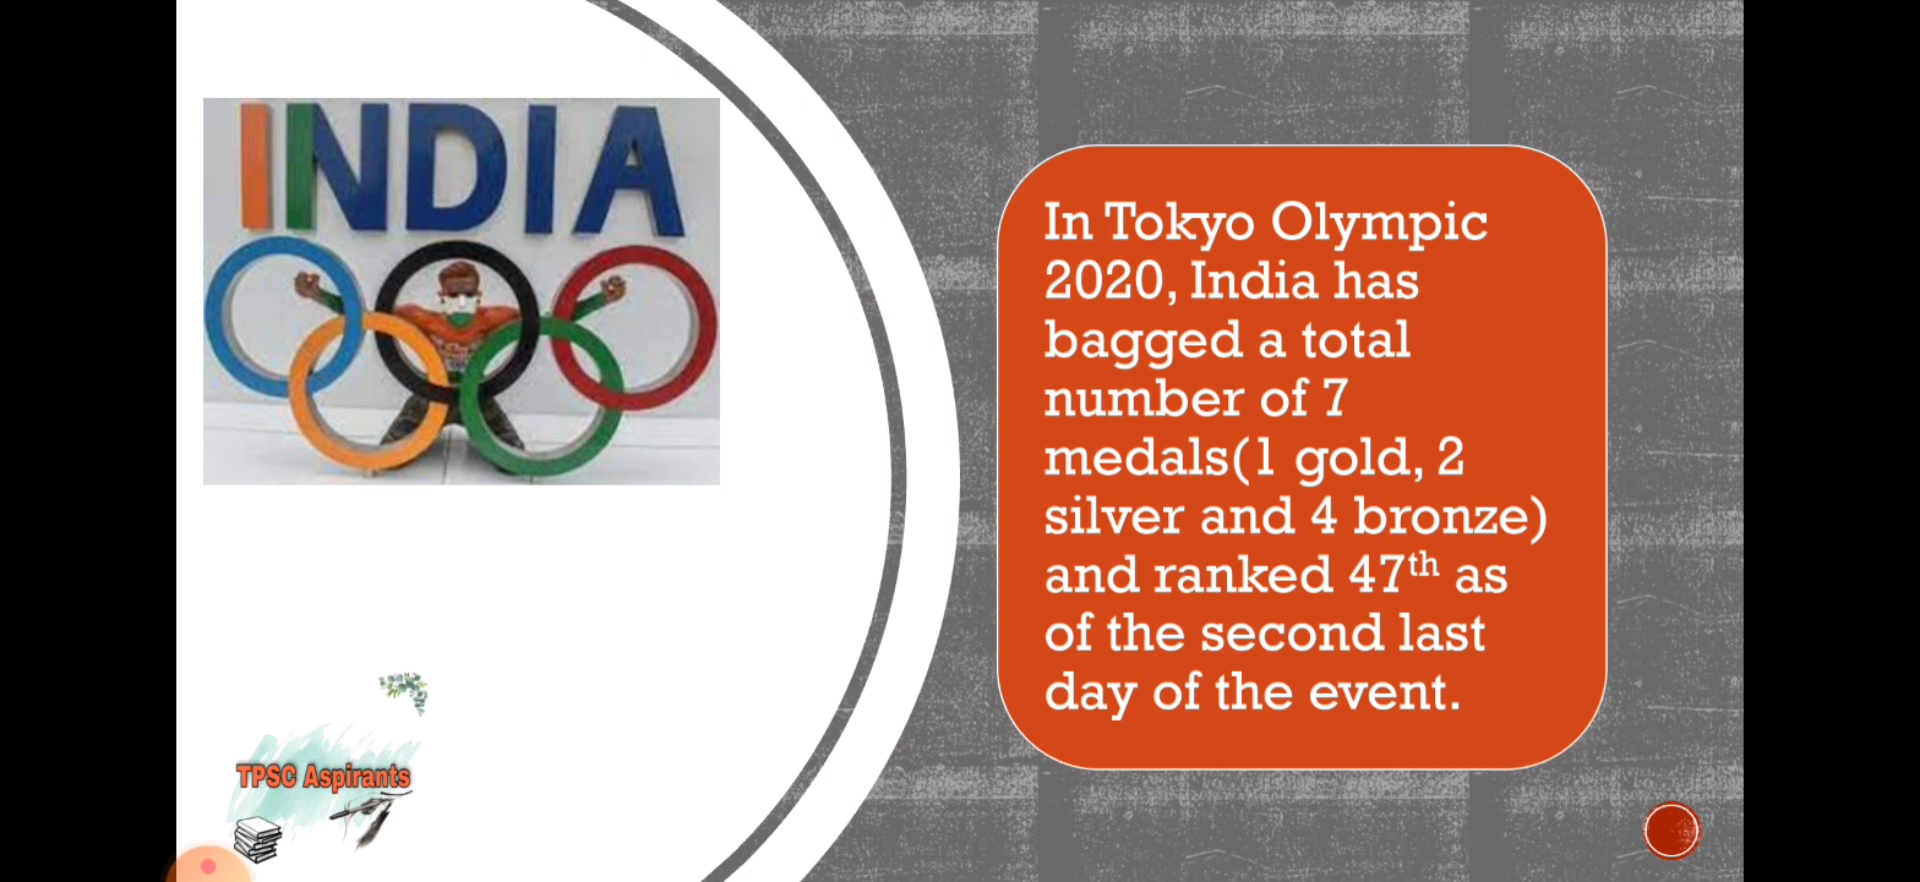 INDIA
In Tokyo Olympic
2020, India has
bagged a total
number of 7
medals(1 gold, 2
silver and 4 bronze)
and ranked 47th as
of the second last
day of the event.
TPSC Aspirants